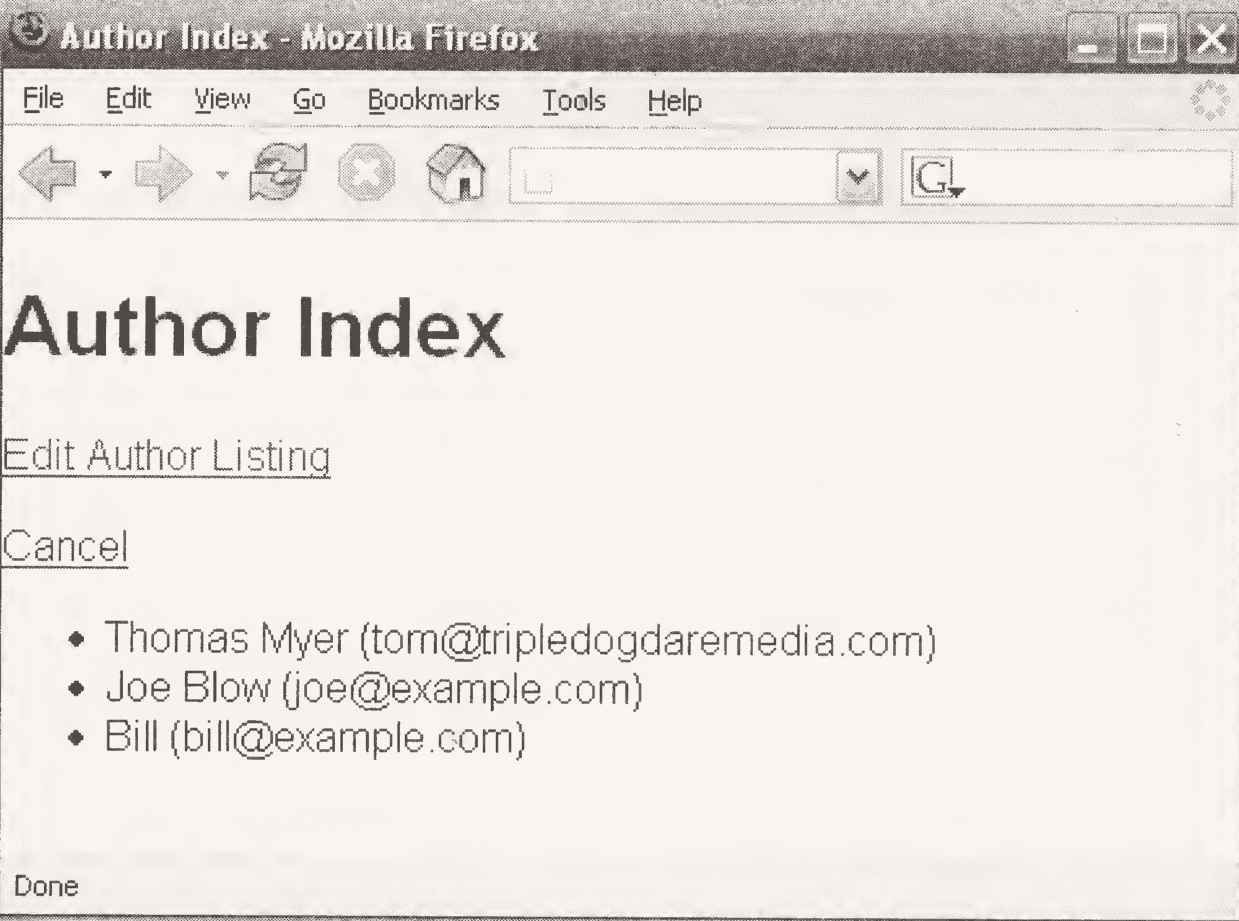 Author Index - Mozilla Firefox
File Edit View Go Bookmarks Tools Help
G
Author Index
Edit Author Listing
Cancel
• Thomas Myer (tom@tripledogdaremedia.com)
• Joe Blow (joe@example.com)
• Bill (bill@example.com)
Done